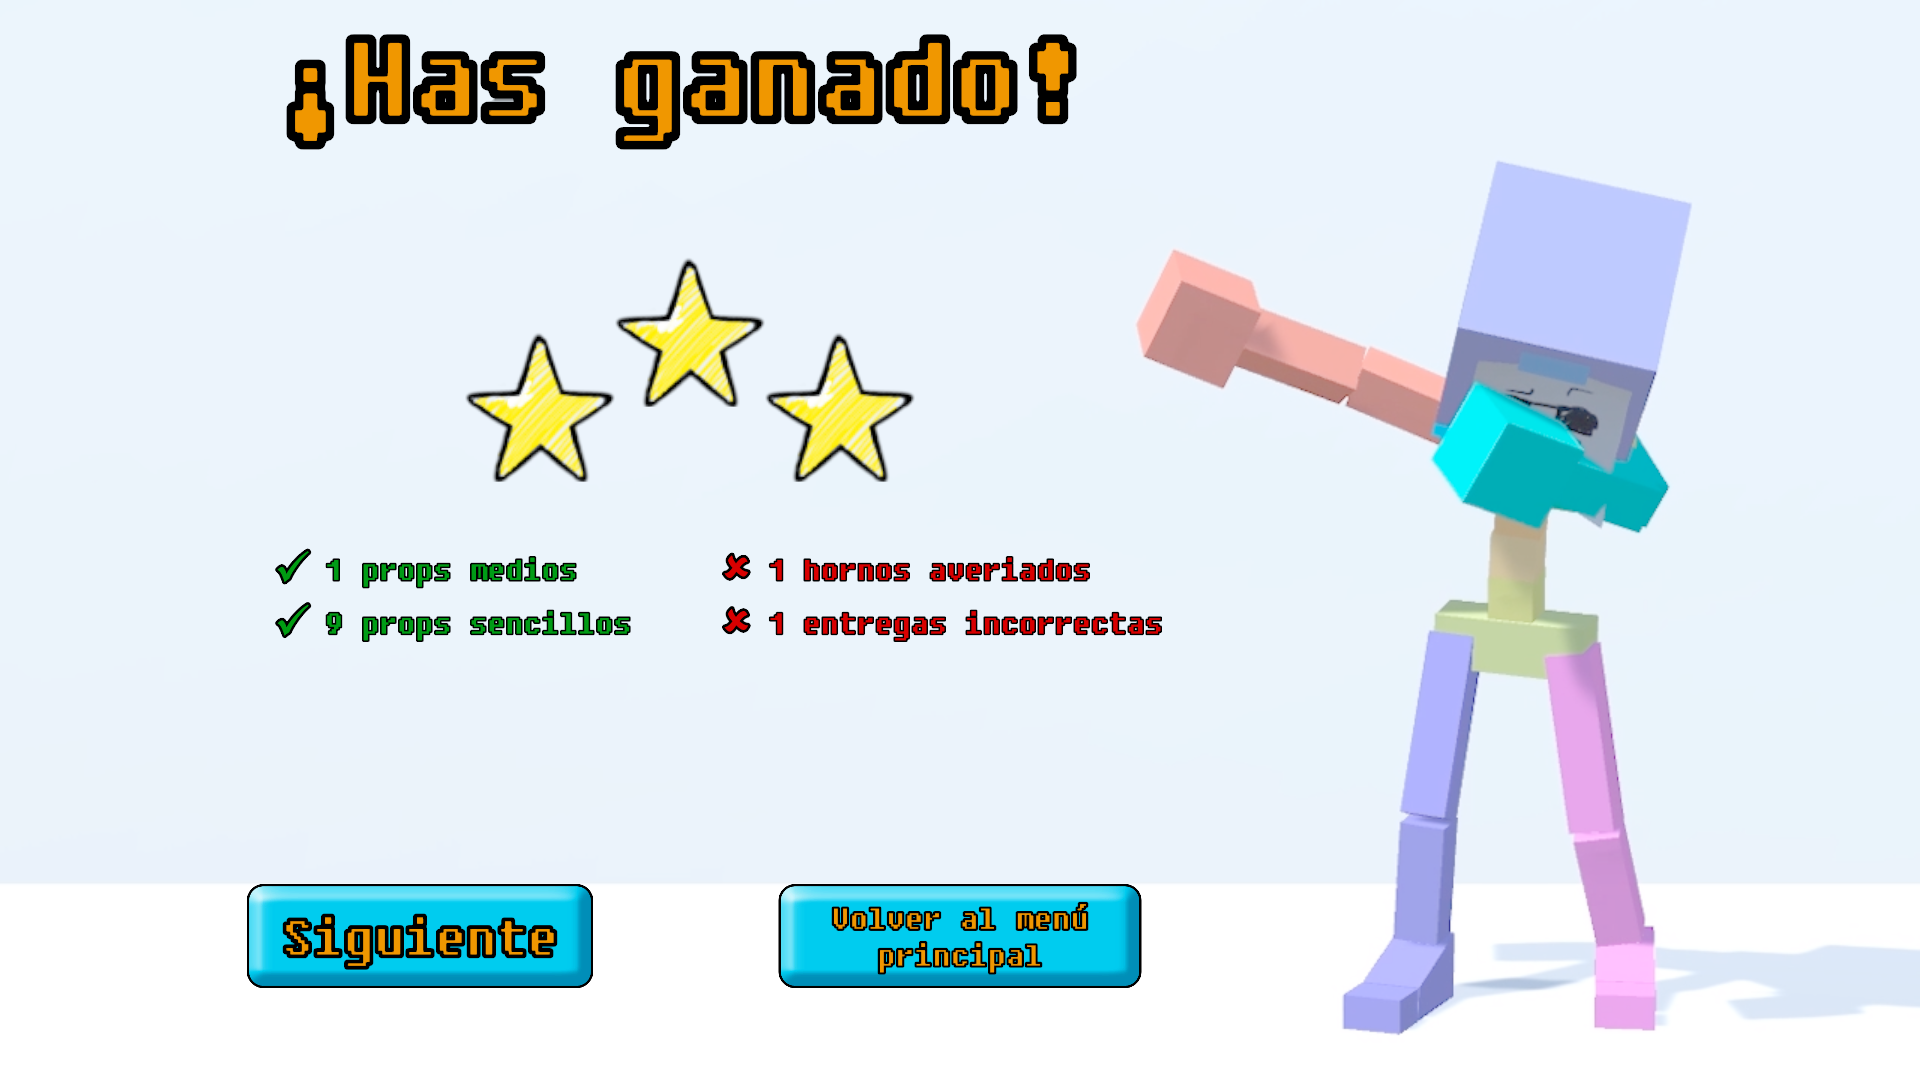 ¡Has ganado!
1 props medios
9 props sencillos
1 hornos averiados
1 entregas incorrectas
Siguiente
Volver al menú
principal